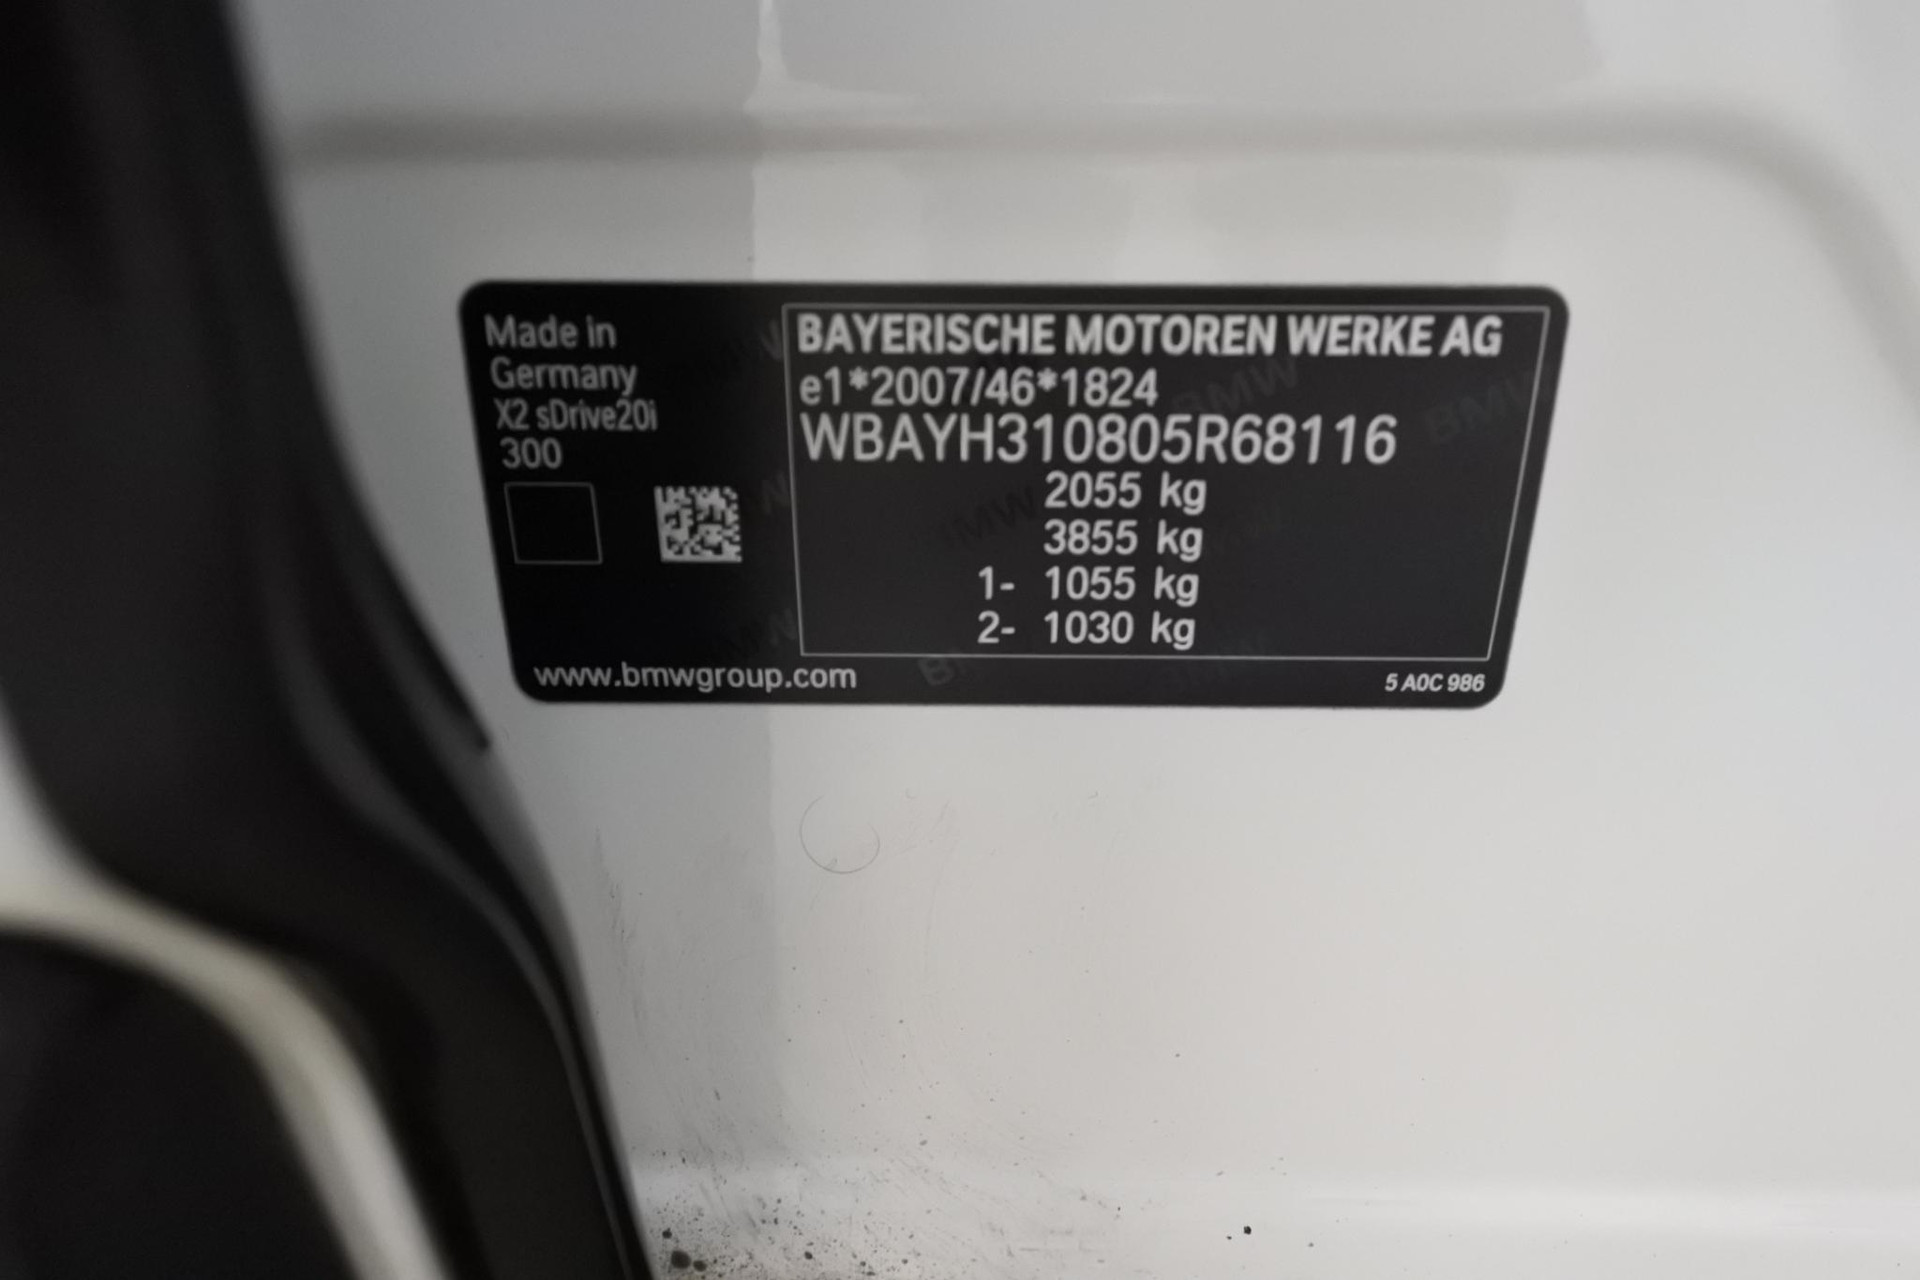 Made in
Germany
X2 sDrive20i
300
BAYERISCHE MOTOREN WERKE AG
e1*2007/46*1824
WBAYH310805R68116
2055 kg
3855 kg
1- 1055 kg
2- 1030 kg
www.bmwgroup.com
5 A0C 986